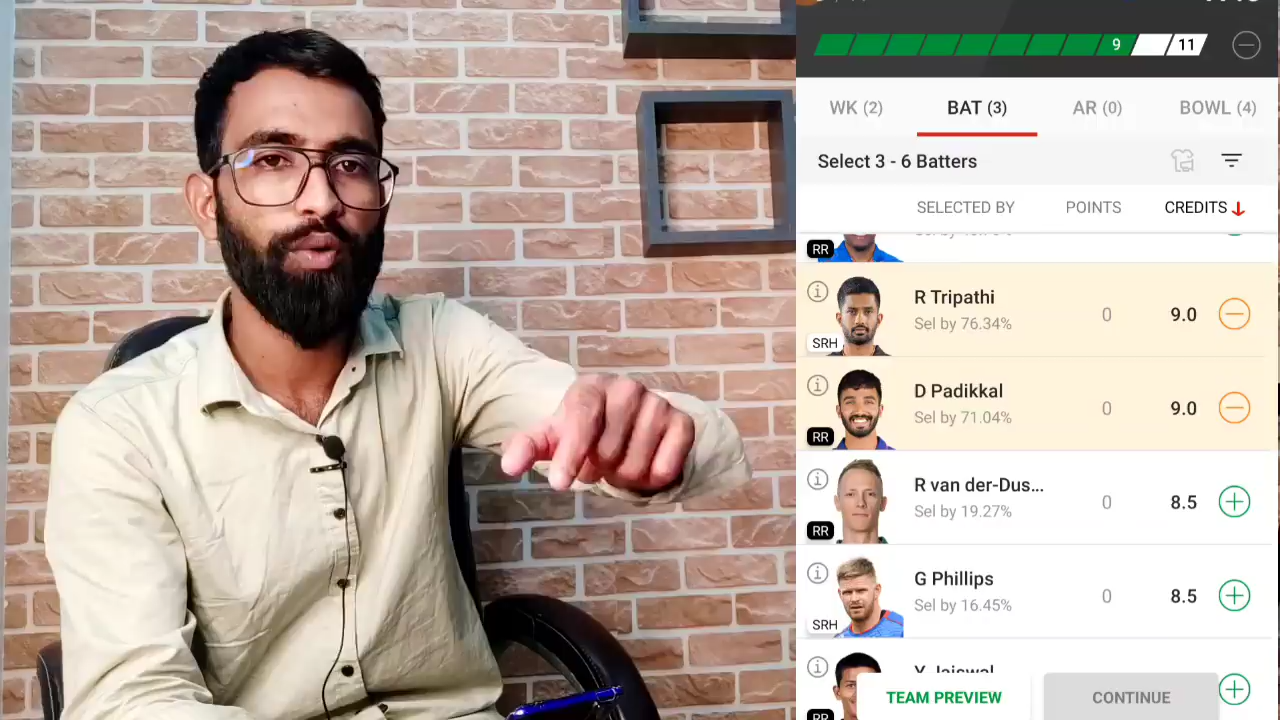 9 11
WK (2) BAT (3) AR (0) BOWL (4)
Select 3 - 6 Batters
SELECTED BY POINTS CREDITS
RR
R Tripathi
Sel by 76.34%
0 9.0
SRH
D Padikkal
Sel by 71.04%
0 9.0
RR
R van der-Dus...
Sel by 19.27%
0 8.5
RR
G Phillips
Sel by 16.45%
0 8.5
SRH
Y Jaiswal
RR
TEAM PREVIEW CONTINUE